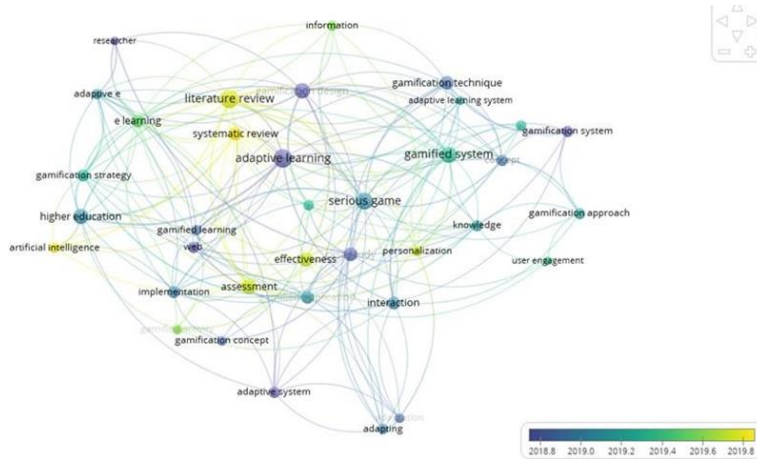 information
researcher
gamification technique
adaptive e
literature review
gamification design
adaptive learning system
e learning
systematic review
gamification system
adaptive learning
gamified system
concept
gamification strategy
serious game
higher education
gamification approach
knowledge
gamified learning
artificial intelligence
web
effectiveness
personalization
user engagement
assessment
implementation
interaction
gamification concept
adaptive system
adapting
2018.8 2019.0 2019.2 2019.4 2019.6 2019.8